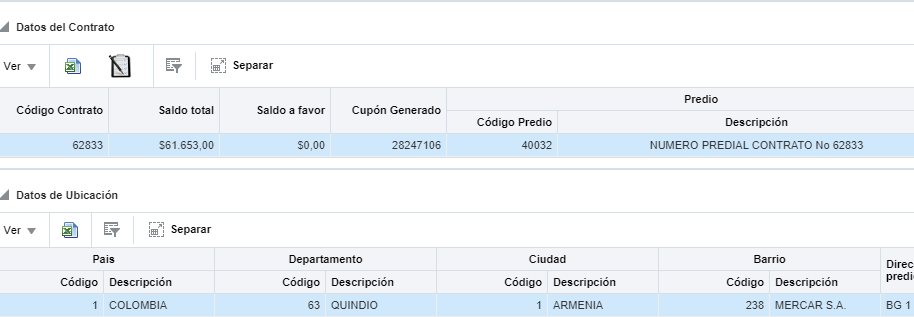 Datos del Contrato
Ver Separar
Predio
Código Contrato Saldo total Saldo a favor Cupón Generado
Código Predio Descripción
62833 $61.653,00 $0,00 28247106 40032 NUMERO PREDIAL CONTRATO No 62833
Datos de Ubicación
Ver Separar
Pais Departamento Ciudad Barrio Direc
predi
Código Descripción Código Descripción Código Descripción Código Descripción
1 COLOMBIA 63 QUINDIO 1 ARMENIA 238 MERCAR S.A. BG 1